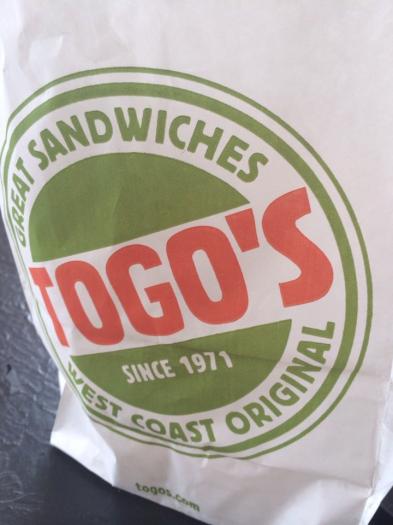 GREAT SANDWICHES
TOGO'S
SINCE 1971
WEST COAST ORIGINAL
togos.com